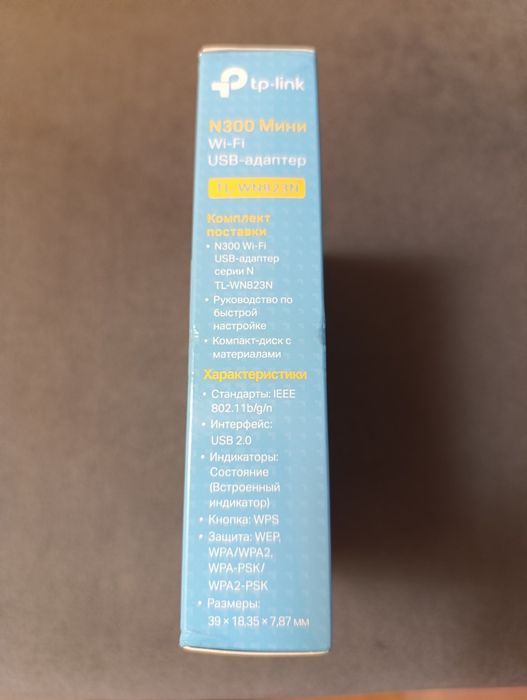 tp-link
N300 Мини
Wi-Fi
USB-адаптер
TL-WN823N
Комплект
поставки
• N300 Wi-Fi
USB-адаптер
серии N
TL-WN823N
• Руководство по
быстрой
настройке
• Компакт-диск с
материалами
Характеристики
• Стандарты: IEEE
802.11b/g/n
• Интерфейс:
USB 2.0
• Индикаторы:
Состояние
(Встроенный
индикатор)
• Кнопка: WPS
• Защита: WEP,
WPA/WPA2,
WPA-PSK/
WPA2-PSK
• Размеры:
39 × 18,35 × 7,87 мм